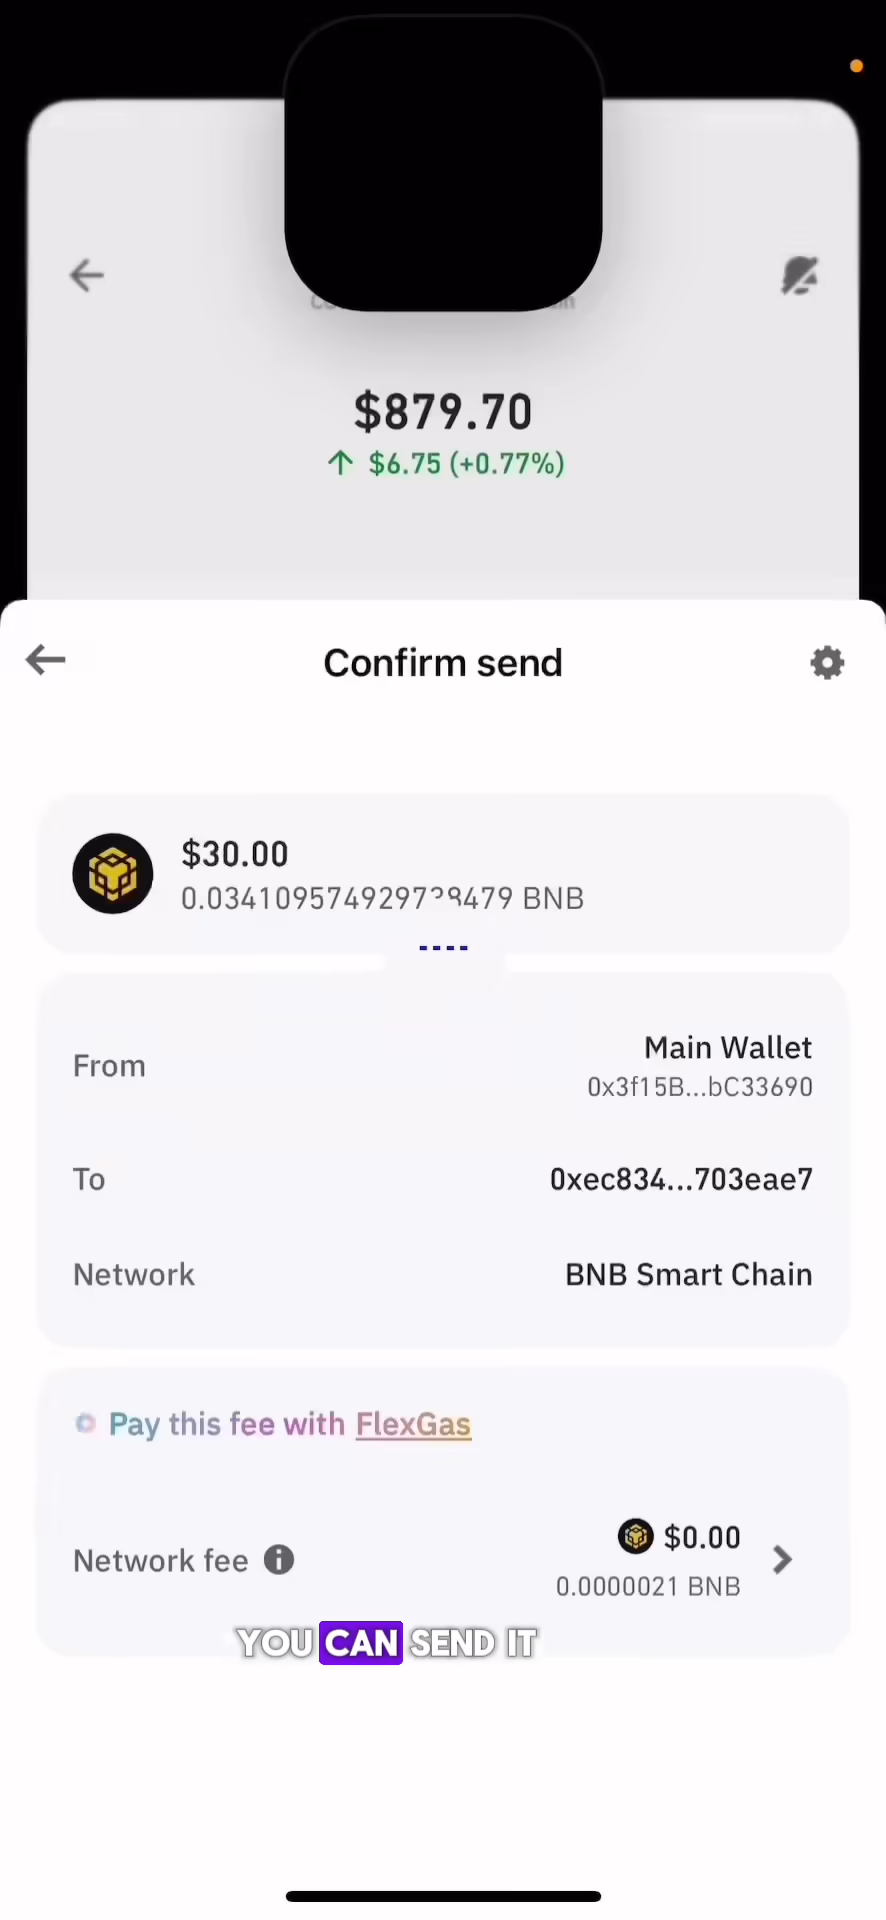 $879.70
↑ $6.75 (+0.77%)
Confirm send
$30.00
BNB
From
Main Wallet
0x3f15B...bC33690
To
0xec834...703eae7
Network
BNB Smart Chain
Pay this fee with FlexGas
Network fee
$0.00
0.0000021 BNB
YOU CAN SEND IT